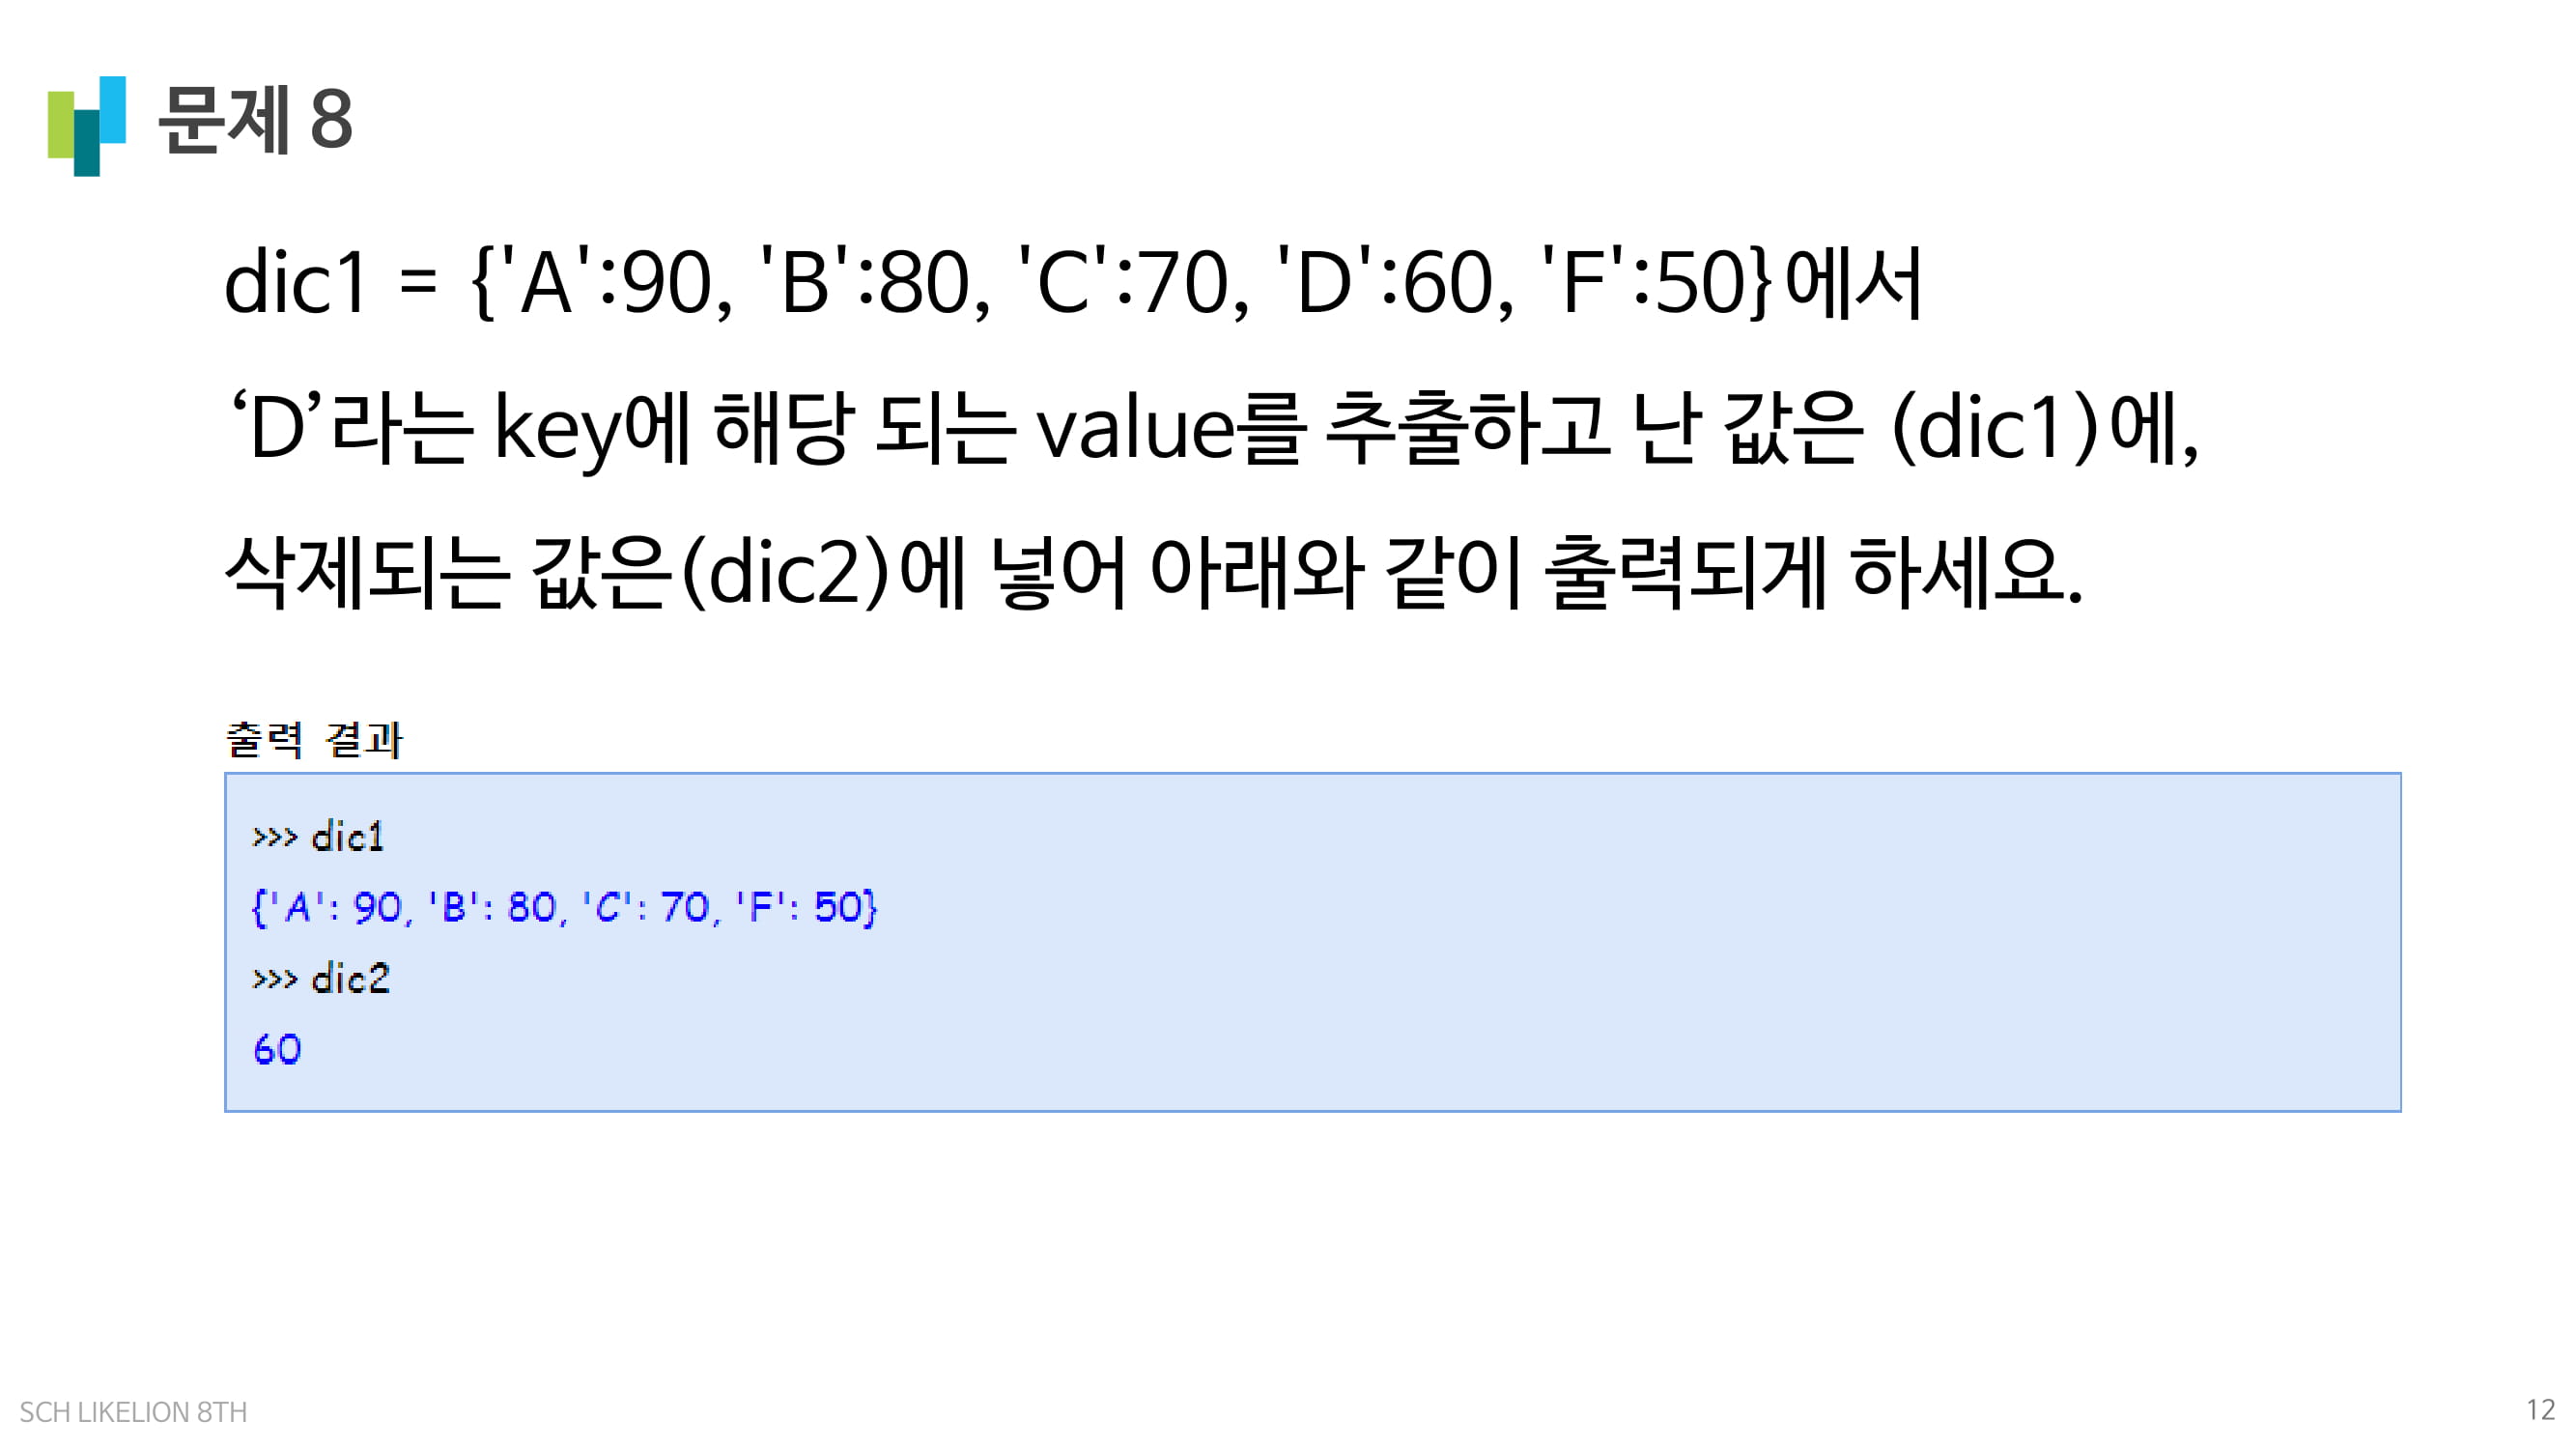 문제 8
dic1 = {'A':90, 'B':80, 'C':70, 'D':60, 'F':50}에서
‘D’라는 key에 해당 되는 value를 추출하고 난 값은 (dic1)에,
삭제되는 값은(dic2)에 넣어 아래와 같이 출력되게 하세요.
출력 결과
>>> dic1
{'A': 90, 'B': 80, 'C': 70, 'F': 50}
>>> dic2
60
SCH LIKELION 8TH
12